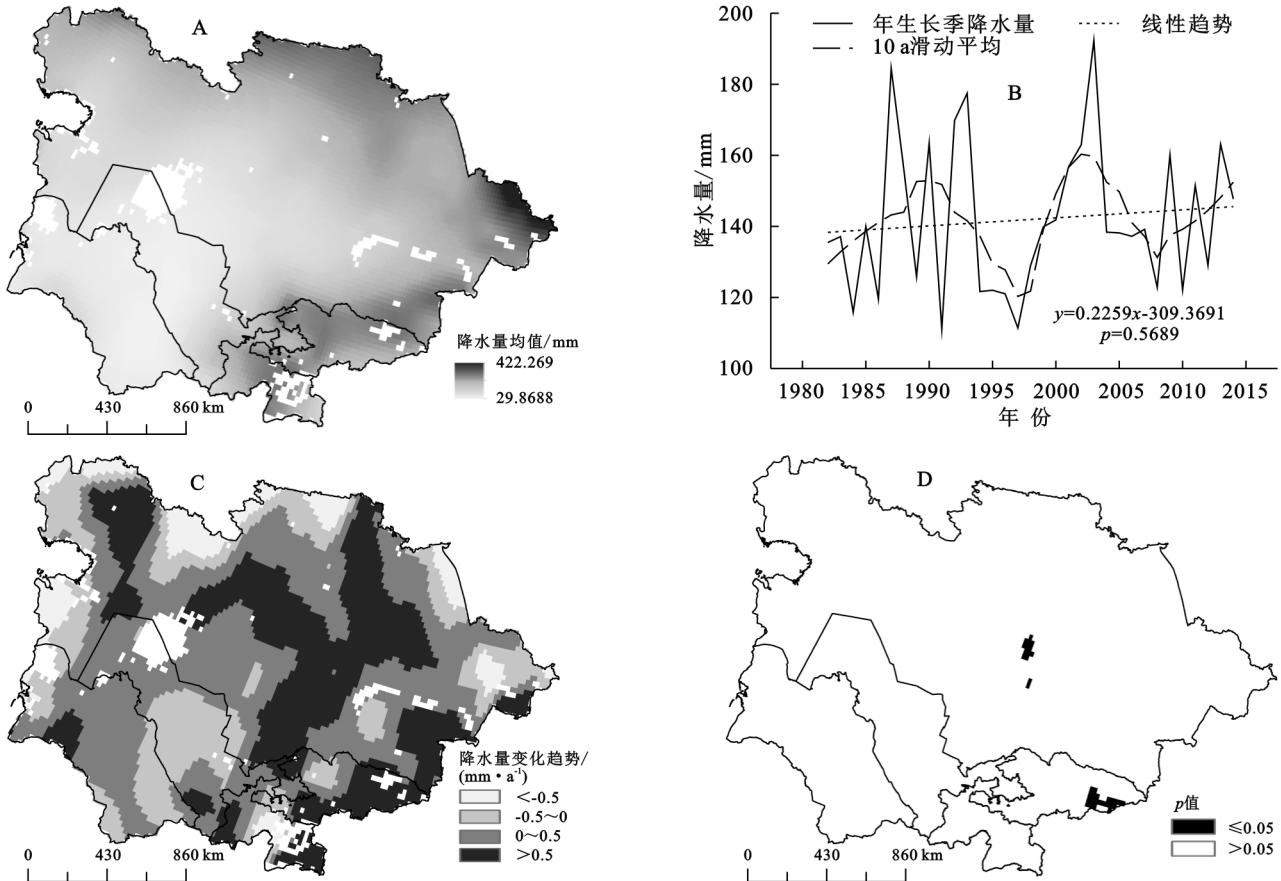 A
降水量均值/mm
422.269
29.8688
0 430 860 km
200
180
160
140
120
100
降水量/mm
年生长季降水量
线性趋势
10 a滑动平均
B
y=0.2259x-309.3691
p=0.5689
1980 1985 1990 1995 2000 2005 2010 2015
年 份
C
降水量变化趋势/
(mm·a⁻¹)
<-0.5
-0.5~0
0~0.5
>0.5
0 430 860 km
D
p值
≤0.05
>0.05
0 430 860 km